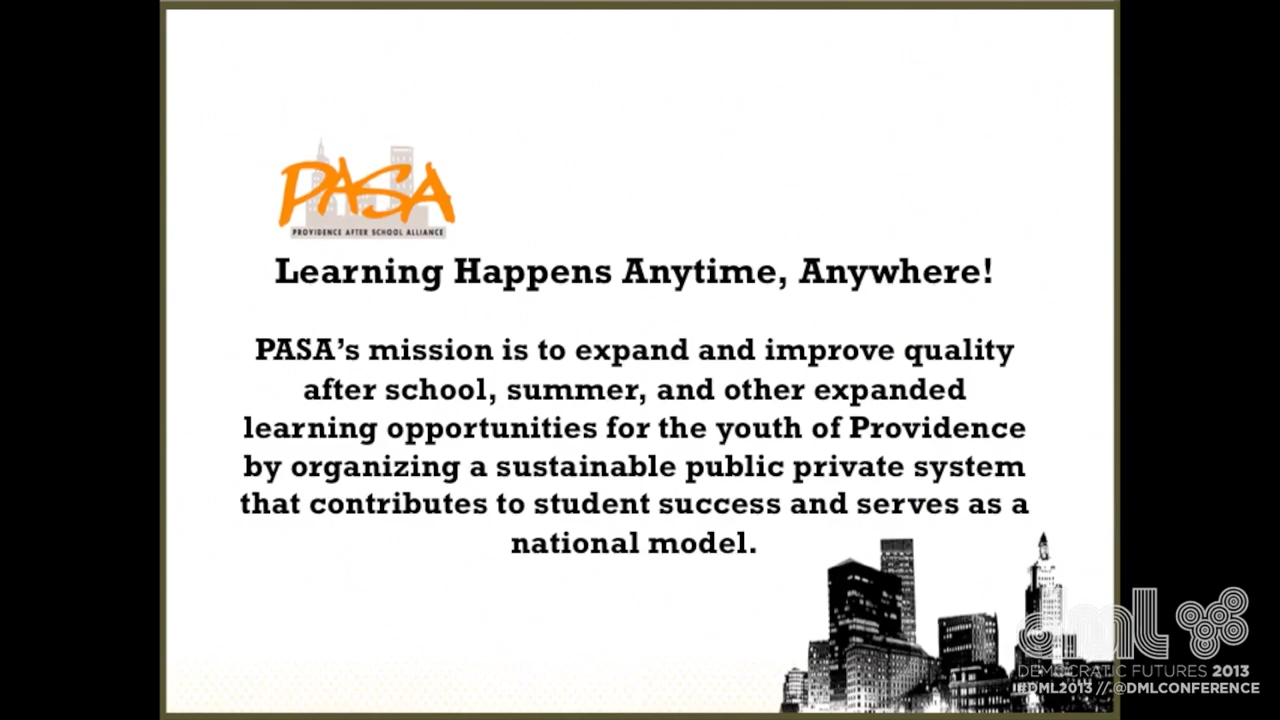 PASA
PROVIDENCE AFTER SCHOOL ALLIANCE
Learning Happens Anytime, Anywhere!
PASA’s mission is to expand and improve quality
after school, summer, and other expanded
learning opportunities for the youth of Providence
by organizing a sustainable public private system
that contributes to student success and serves as a
national model.
dml
DEMOCRATIC FUTURES 2013
#DML2013 // @DMLCONFERENCE